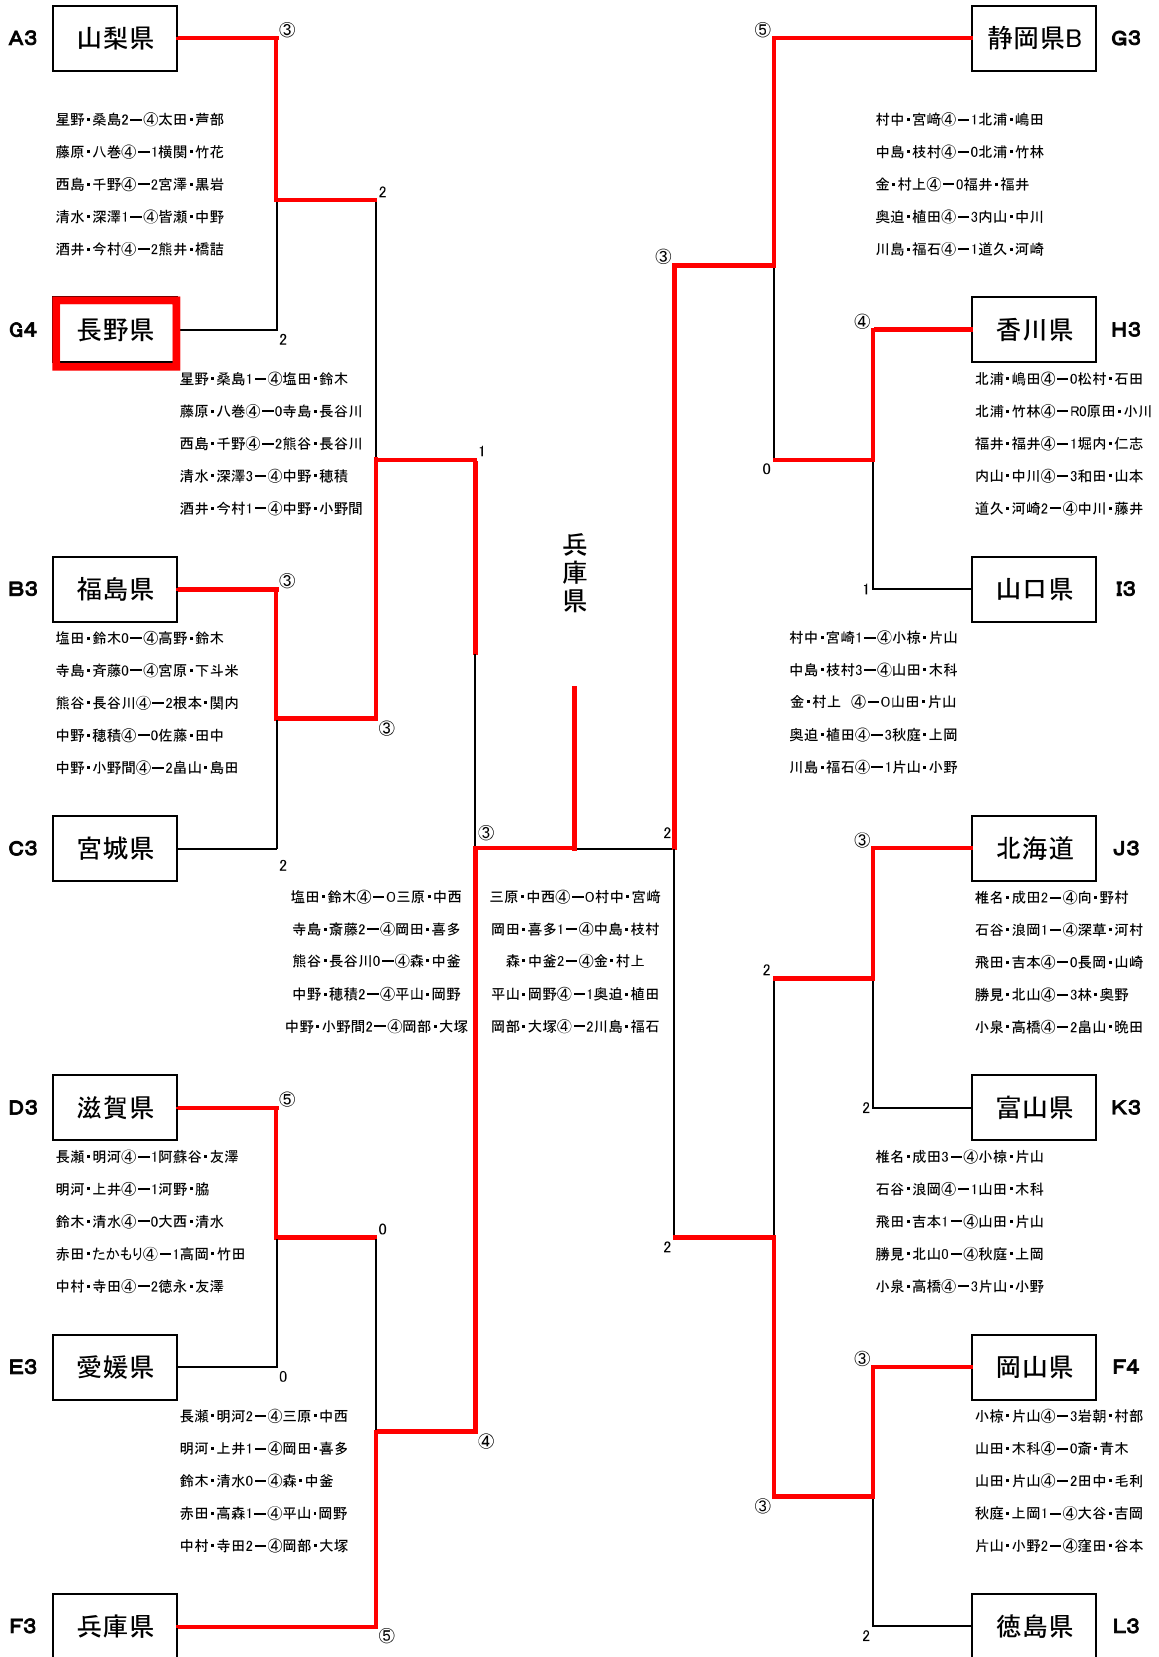 A3 山梨県 ③
星野・桑島2ー④太田・芦部
藤原・八巻④ー1横関・竹花
西島・千野④ー2宮澤・黒岩
清水・深澤1ー④皆瀬・中野
酒井・今村④ー2熊井・橋詰
2
G4 長野県
2
星野・桑島1ー④塩田・鈴木
藤原・八巻④ー0寺島・長谷川
西島・千野④ー2熊谷・長谷川
清水・深澤3ー④中野・穂積
酒井・今村1ー④中野・小野間
1
B3 福島県 ③
塩田・鈴木0ー④高野・鈴木
寺島・斉藤0ー④宮原・下斗米
熊谷・長谷川④ー2根本・関内
中野・穂積④ー0佐藤・田中
中野・小野間④ー2畠山・島田
③
C3 宮城県
2
③
塩田・鈴木④ー0三原・中西
寺島・斎藤2ー④岡田・喜多
熊谷・長谷川0ー④森・中釜
中野・穂積2ー④平山・岡野
中野・小野間2ー④岡部・大塚
D3 滋賀県 ⑤
長瀬・明河④ー1阿蘇谷・友澤
明河・上井④ー1河野・脇
鈴木・清水④ー0大西・清水
赤田・たかもり④ー1高岡・竹田
中村・寺田④ー2徳永・友澤
0
E3 愛媛県
0
長瀬・明河2ー④三原・中西
明河・上井1ー④岡田・喜多
鈴木・清水0ー④森・中釜
赤田・高森1ー④平山・岡野
中村・寺田2ー④岡部・大塚
④
F3 兵庫県 ⑤
兵庫県
三原・中西④ー0村中・宮﨑
岡田・喜多1ー④中島・枝村
森・中釜2ー④金・村上
平山・岡野④ー1奥迫・植田
岡部・大塚④ー2川島・福石
2
⑤ 静岡県B G3
村中・宮﨑④ー1北浦・嶋田
中島・枝村④ー0北浦・竹林
金・村上④ー0福井・福井
奥迫・植田④ー3内山・中川
川島・福石④ー1道久・河崎
③
④ 香川県 H3
北浦・嶋田④ー0松村・石田
北浦・竹林④ーR0原田・小川
福井・福井④ー1堀内・仁志
内山・中川④ー3和田・山本
道久・河崎2ー④中川・藤井
0
1 山口県 I3
村中・宮崎1ー④小椋・片山
中島・枝村3ー④山田・木科
金・村上 ④ー0山田・片山
奥迫・植田④ー3秋庭・上岡
川島・福石④ー1片山・小野
③ 北海道 J3
椎名・成田2ー④向・野村
石谷・浪岡1ー④深草・河村
飛田・吉本④ー0長岡・山崎
勝見・北山④ー3林・奥野
小泉・高橋④ー2畠山・晩田
2
2 富山県 K3
椎名・成田3ー④小椋・片山
石谷・浪岡④ー1山田・木科
飛田・吉本1ー④山田・片山
勝見・北山0ー④秋庭・上岡
小泉・高橋④ー3片山・小野
2
③ 岡山県 F4
小椋・片山④ー3岩朝・村部
山田・木科④ー0斎・青木
山田・片山④ー2田中・毛利
秋庭・上岡1ー④大谷・吉岡
片山・小野2ー④窪田・谷本
③
2 徳島県 L3